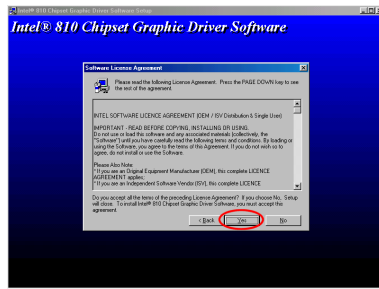 Intel® 810 Chipset Graphic Driver Software Setup
Intel® 810 Chipset Graphic Driver Software
Software License Agreement
Please read the following License Agreement. Press the PAGE DOWN key to see
the rest of the agreement.
INTEL SOFTWARE LICENCE AGREEMENT (OEM / ISV Distribution & Single User)
IMPORTANT - READ BEFORE COPYING, INSTALLING OR USING.
Do not use or load this software and any associated materials (collectively, the
"Software") until you have carefully read the following terms and conditions. By loading or
using the Software, you agree to the terms of this Agreement. If you do not wish to so
agree, do not install or use the Software.
Please Also Note:
* If you are an Original Equipment Manufacturer (OEM), this complete LICENCE
AGREEMENT applies;
* If you are an Independent Software Vendor (ISV), this complete LICENCE
Do you accept all the terms of the preceding License Agreement? If you choose No, Setup
will close. To install Intel® 810 Chipset Graphic Driver Software, you must accept this
agreement.
< Back Yes No